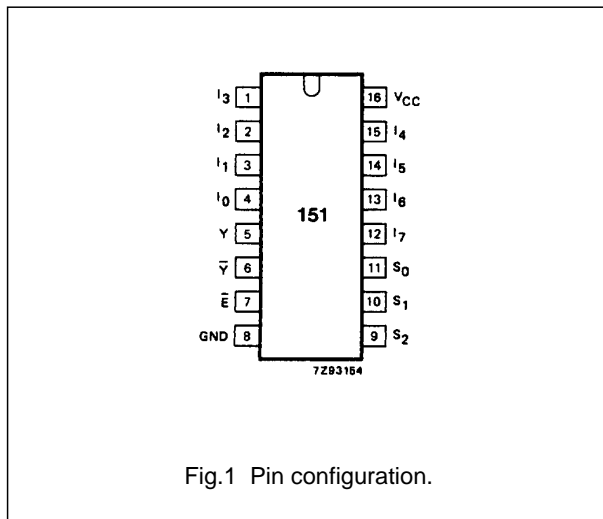 I3 1 16 VCC
I2 2 15 I4
I1 3 14 I5
I0 4 13 I6
151
Y 5 12 I7
Y̅ 6 11 S0
E̅ 7 10 S1
GND 8 9 S2
7Z93154
Fig.1 Pin configuration.